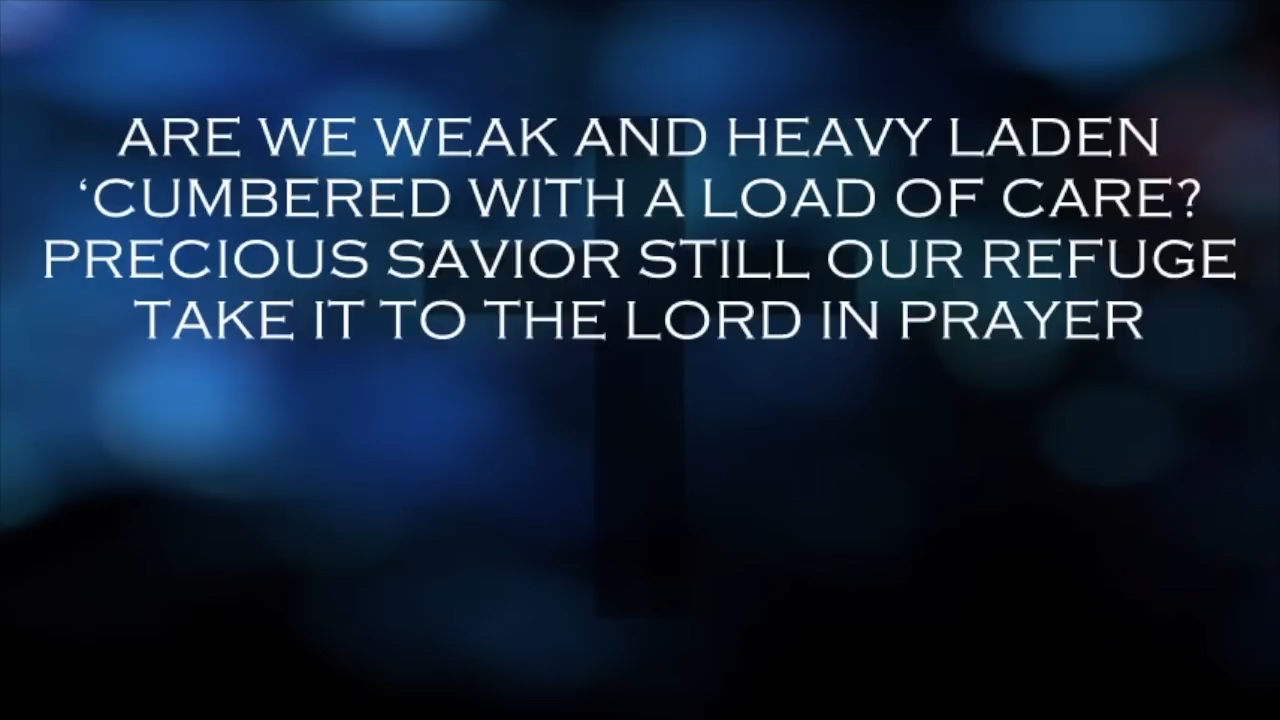 ARE WE WEAK AND HEAVY LADEN
‘CUMBERED WITH A LOAD OF CARE?
PRECIOUS SAVIOR STILL OUR REFUGE
TAKE IT TO THE LORD IN PRAYER